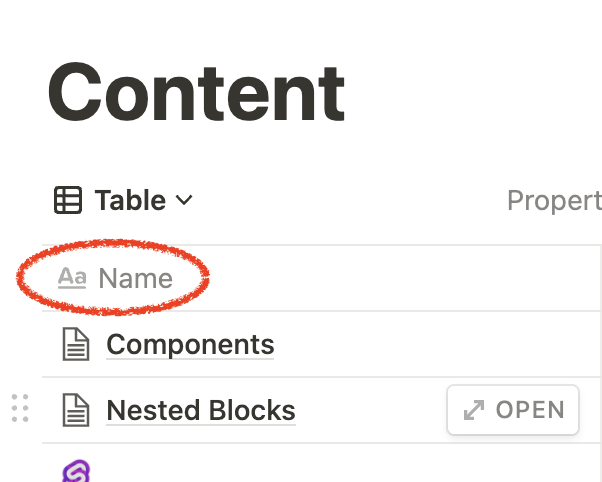 Content
Table Propert
Aa Name
Components
Nested Blocks OPEN